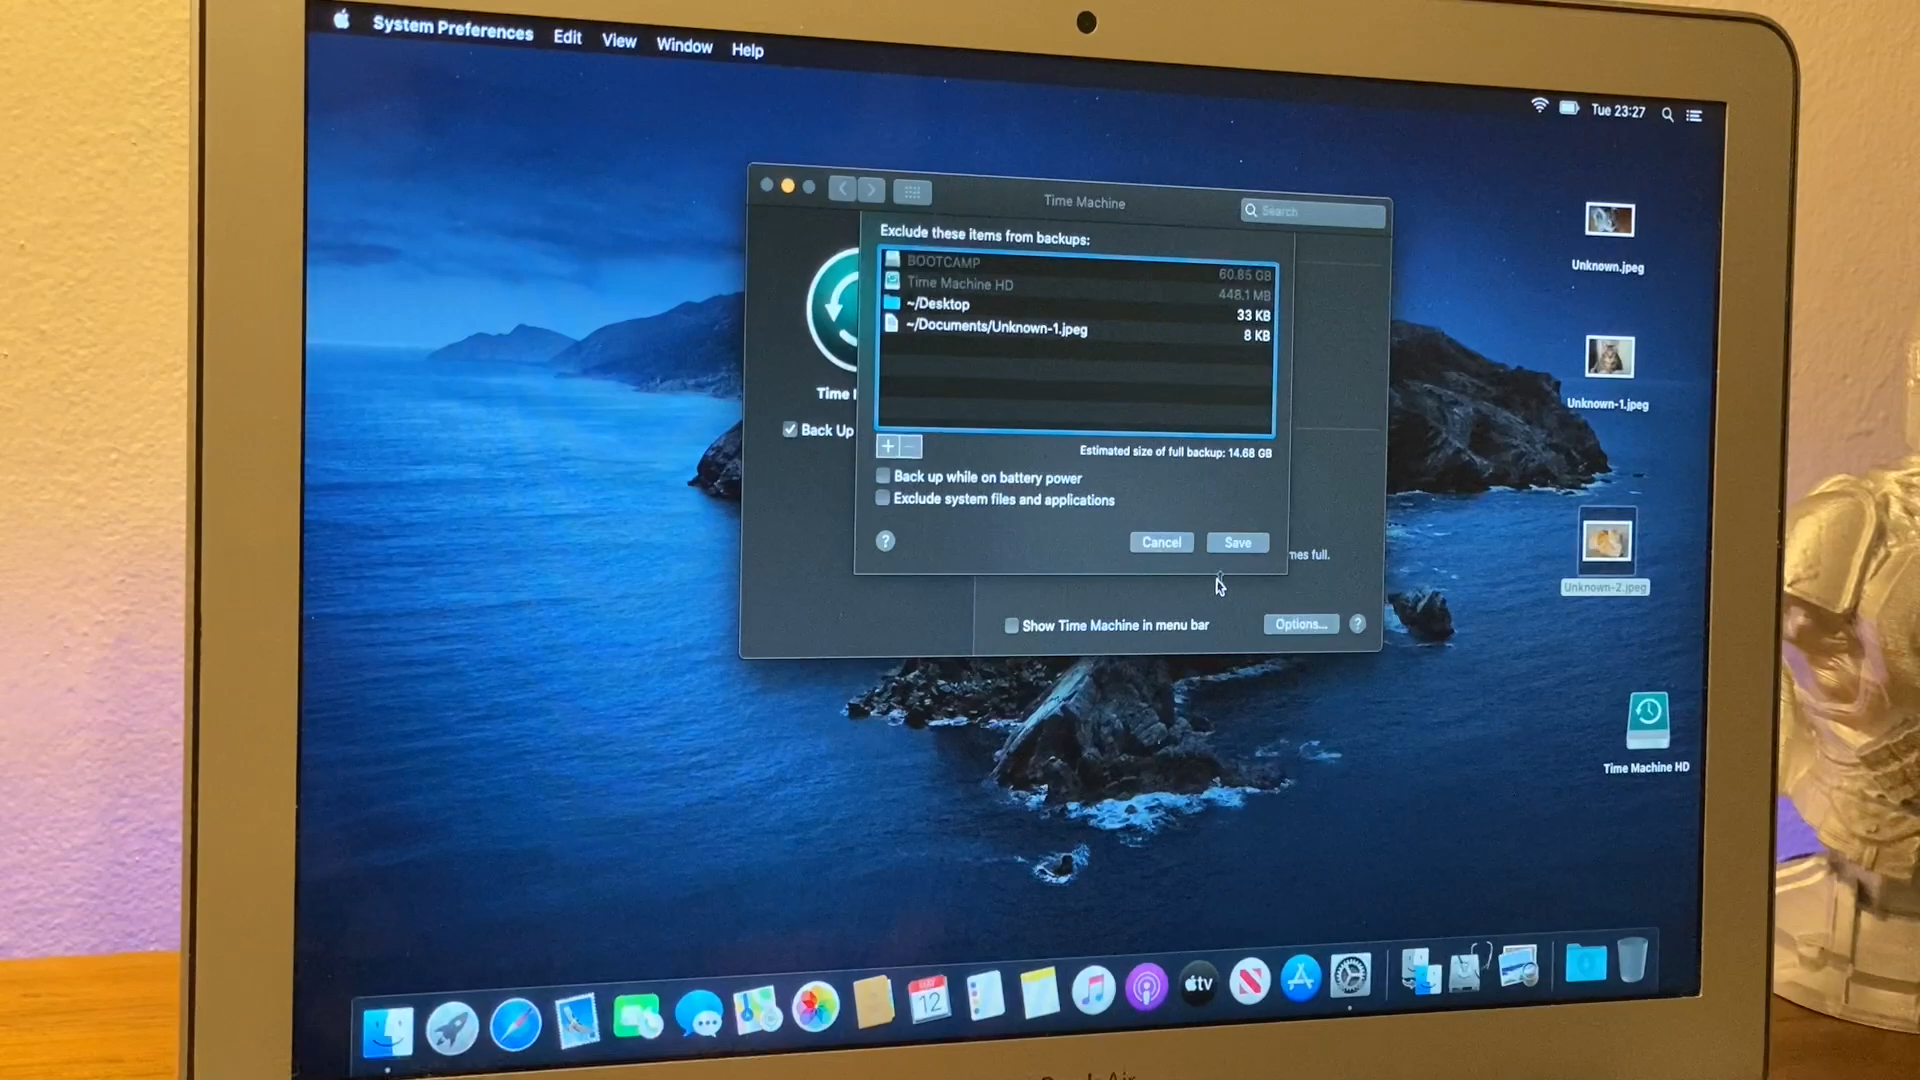 System Preferences Edit View Window Help
Tue 23:27
Time Machine
Search
Exclude these items from backups:
BOOTCAMP 60.85 GB
Time Machine HD 448.1 MB
~/Desktop 33 KB
~/Documents/Unknown-1.jpeg 8 KB
Time
Back Up
Estimated size of full backup: 14.68 GB
Back up while on battery power
Exclude system files and applications
? Cancel Save
full.
Show Time Machine in menu bar
Options... ?
Unknown.jpeg
Unknown-1.jpeg
Unknown-2.jpeg
Time Machine HD
12
tv